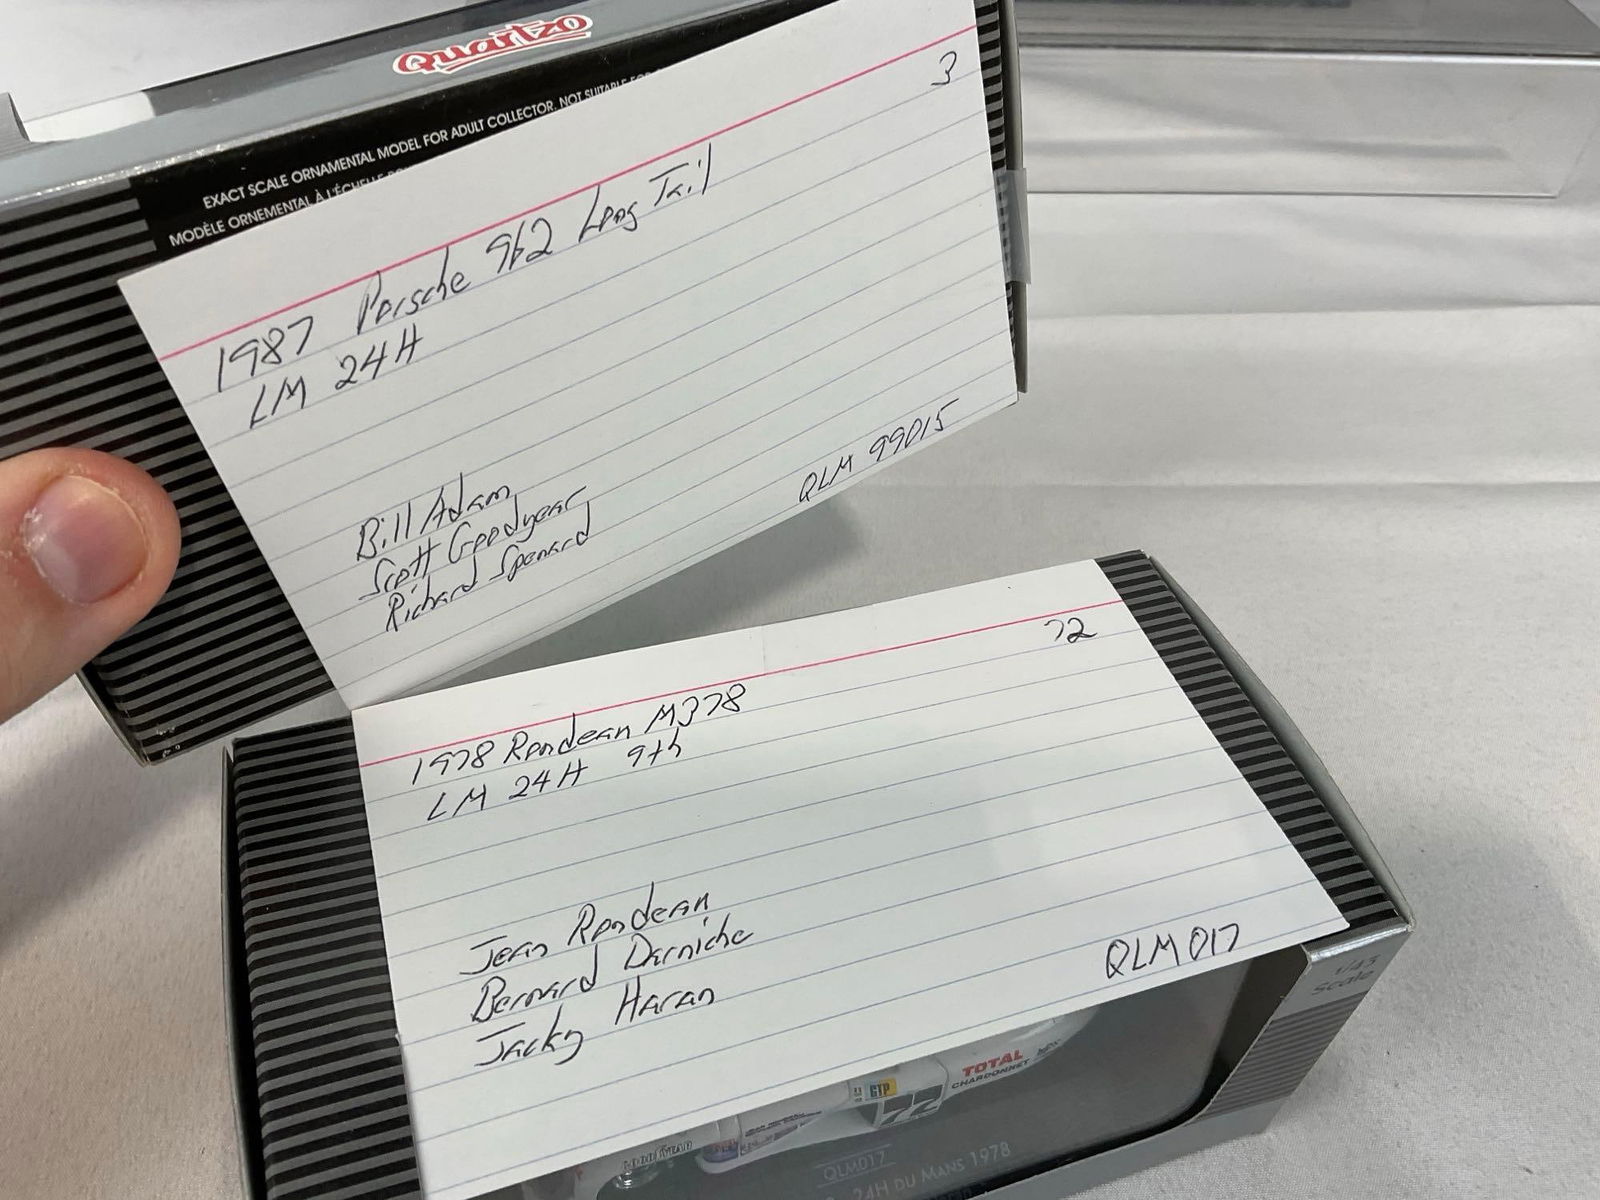 Quartzo
EXACT SCALE ORNAMENTAL MODEL FOR ADULT COLLECTOR. NOT SUITABLE FOR
MODÈLE ORNEMENTAL À L'ÉCHELLE
3
1987 Porsche 962 Long Tail
LM 24H
Bill Adam
Scott Goodyear
Richard Spenard
QLM 99015
72
1978 Rondeau M378
LM 24H 9th
Jean Rondeau
Bernard Darniche
Jacky Haran
QLM 017
1/43
Scale
TOTAL
CHARDONNET
GTP
72
GOODYEAR
QLM017
24H DU MANS 1978